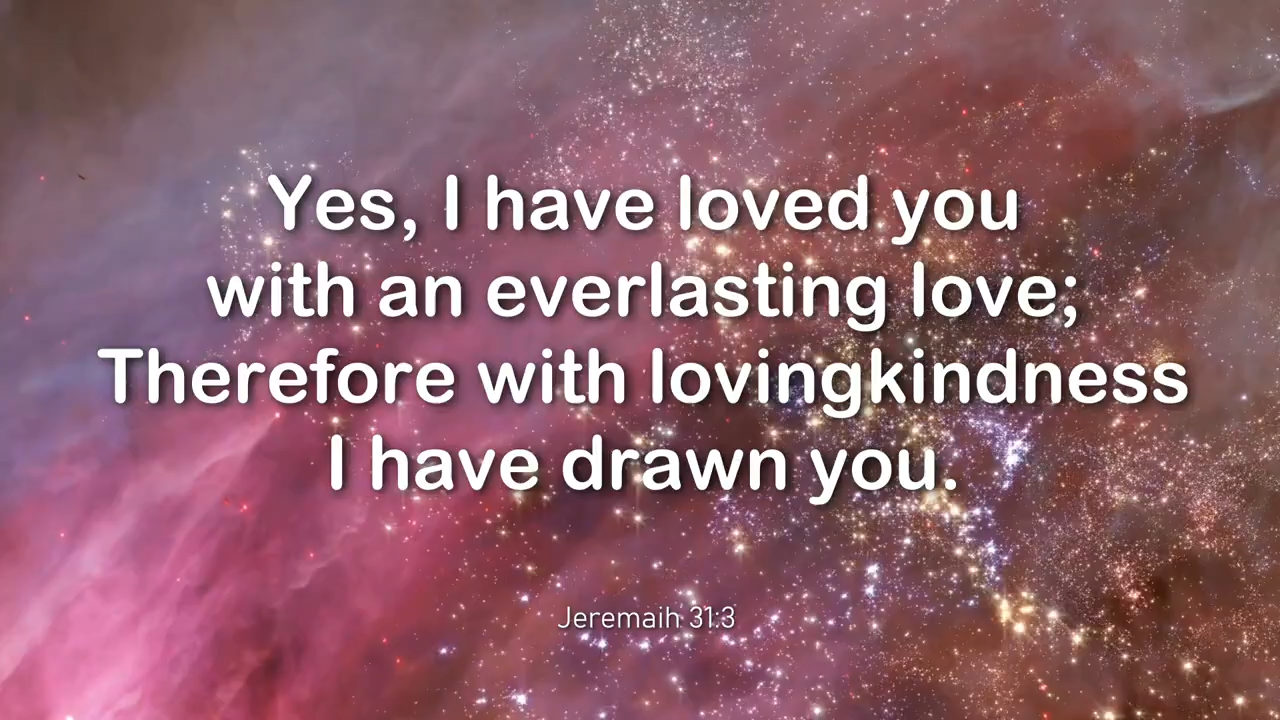 Yes, I have loved you
with an everlasting love;
Therefore with lovingkindness
I have drawn you.
Jeremaih 31:3